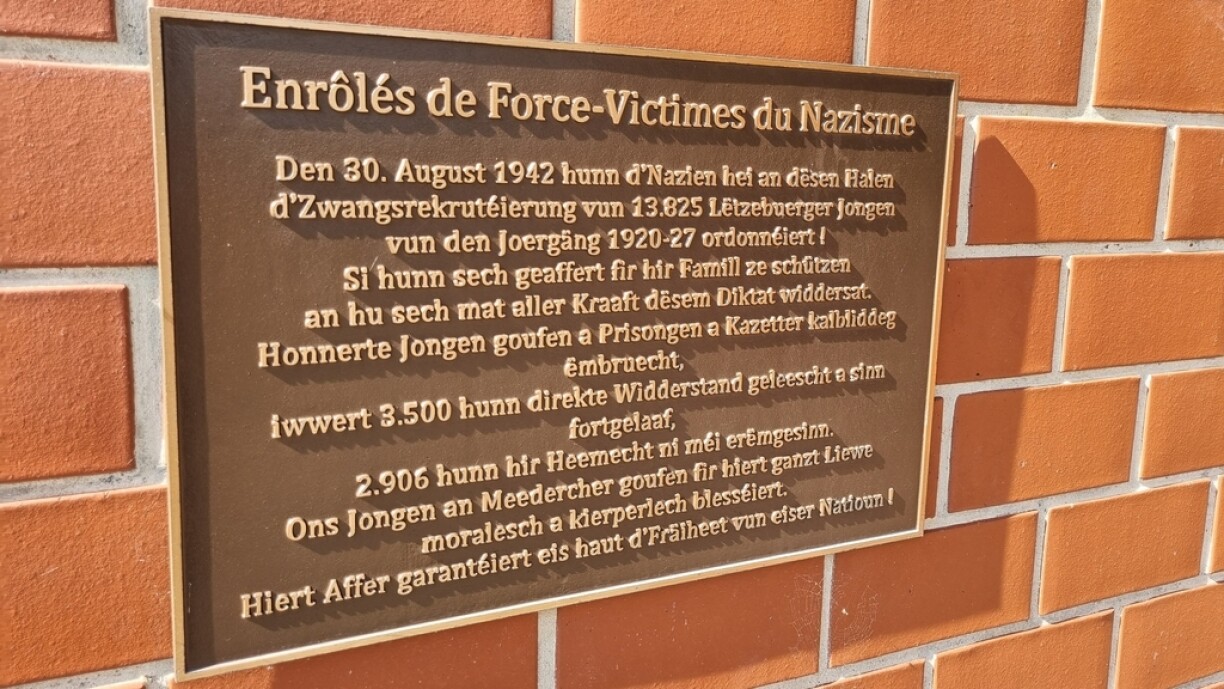 Enrôlés de Force-Victimes du Nazisme
Den 30. August 1942 hunn d'Nazien hei an dësen Halen
d'Zwangsrekrutéierung vun 13.825 Lëtzebuerger Jongen
vun den Joergäng 1920-27 ordonnéiert !
Si hunn sech geaffert fir hir Famill ze schützen
an hu sech mat aller Kraaft dësem Diktat widdersat.
Honnerte Jongen goufen a Prisongen a Kazetter kalbliddeg
ëmbruecht,
iwwert 3.500 hunn direkte Widderstand geleescht a sinn
fortgelaaf,
2.906 hunn hir Heemecht ni méi erëmgesinn.
Ons Jongen an Meedercher goufen fir hiert ganzt Liewe
moralesch a kierperlech blesséiert.
Hiert Affer garantéiert eis haut d'Fräiheet vun eiser Natioun !